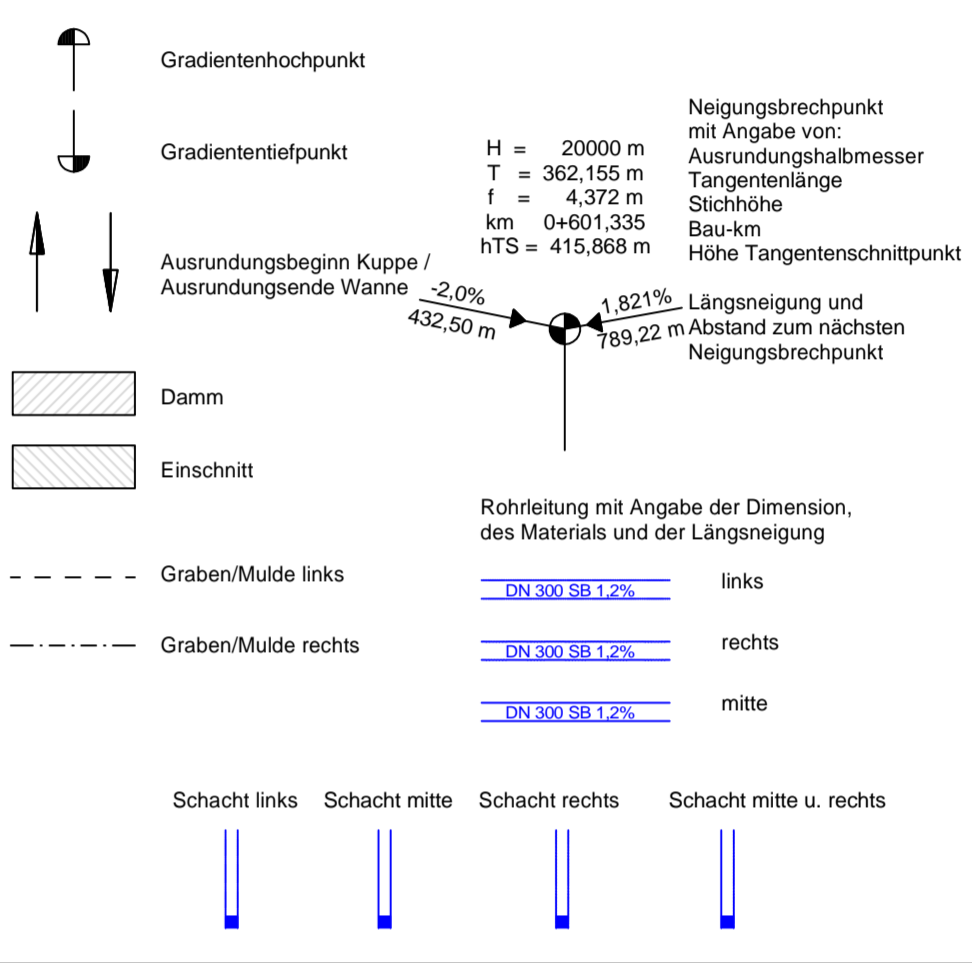 Gradientenhochpunkt
Gradiententiefpunkt
Ausrundungsbeginn Kuppe /
Ausrundungsende Wanne
Damm
Einschnitt
Graben/Mulde links
Graben/Mulde rechts
H = 20000 m
T = 362,155 m
f = 4,372 m
km 0+601,335
hTS = 415,868 m
Neigungsbrechpunkt
mit Angabe von:
Ausrundungshalbmesser
Tangentenlänge
Stichhöhe
Bau-km
Höhe Tangentenschnittpunkt
-2,0%
432,50 m
1,821%
789,22 m
Längsneigung und
Abstand zum nächsten
Neigungsbrechpunkt
Rohrleitung mit Angabe der Dimension,
des Materials und der Längsneigung
DN 300 SB 1,2% links
DN 300 SB 1,2% rechts
DN 300 SB 1,2% mitte
Schacht links Schacht mitte Schacht rechts Schacht mitte u. rechts